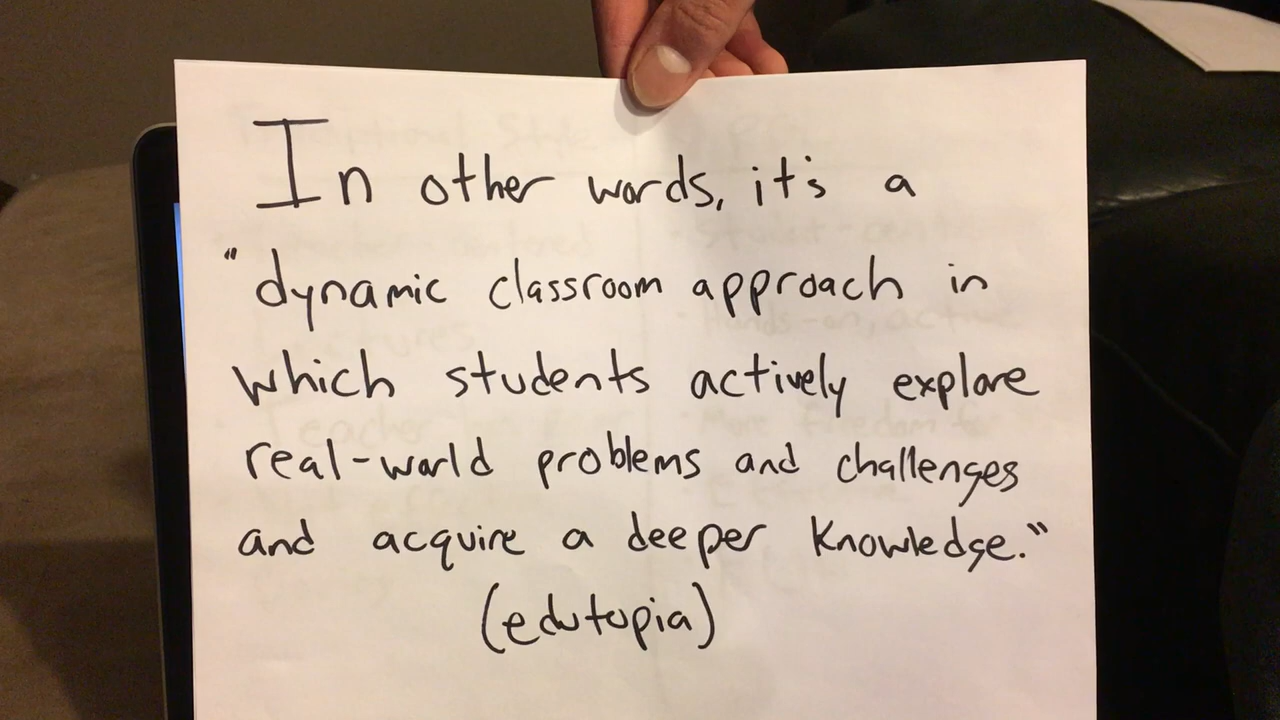 In other words, it's a
"dynamic classroom approach in
which students actively explore
real-world problems and challenges
and acquire a deeper knowledge."
(edutopia)